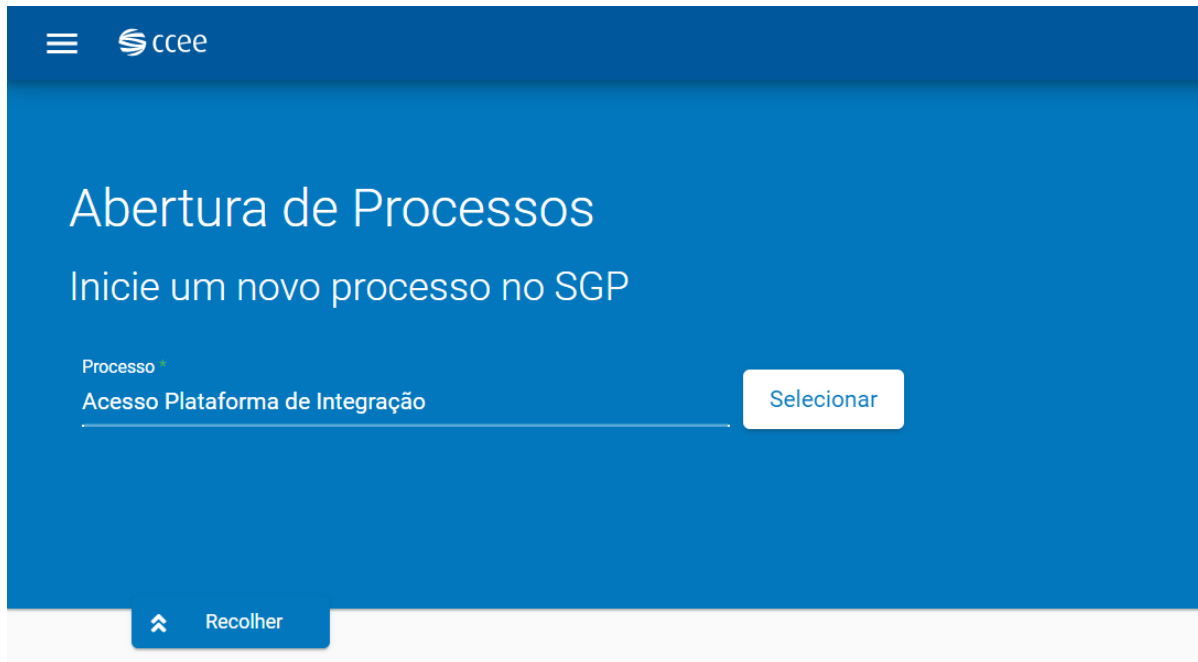 ccee
Abertura de Processos
Inicie um novo processo no SGP
Processo *
Acesso Plataforma de Integração
Selecionar
Recolher